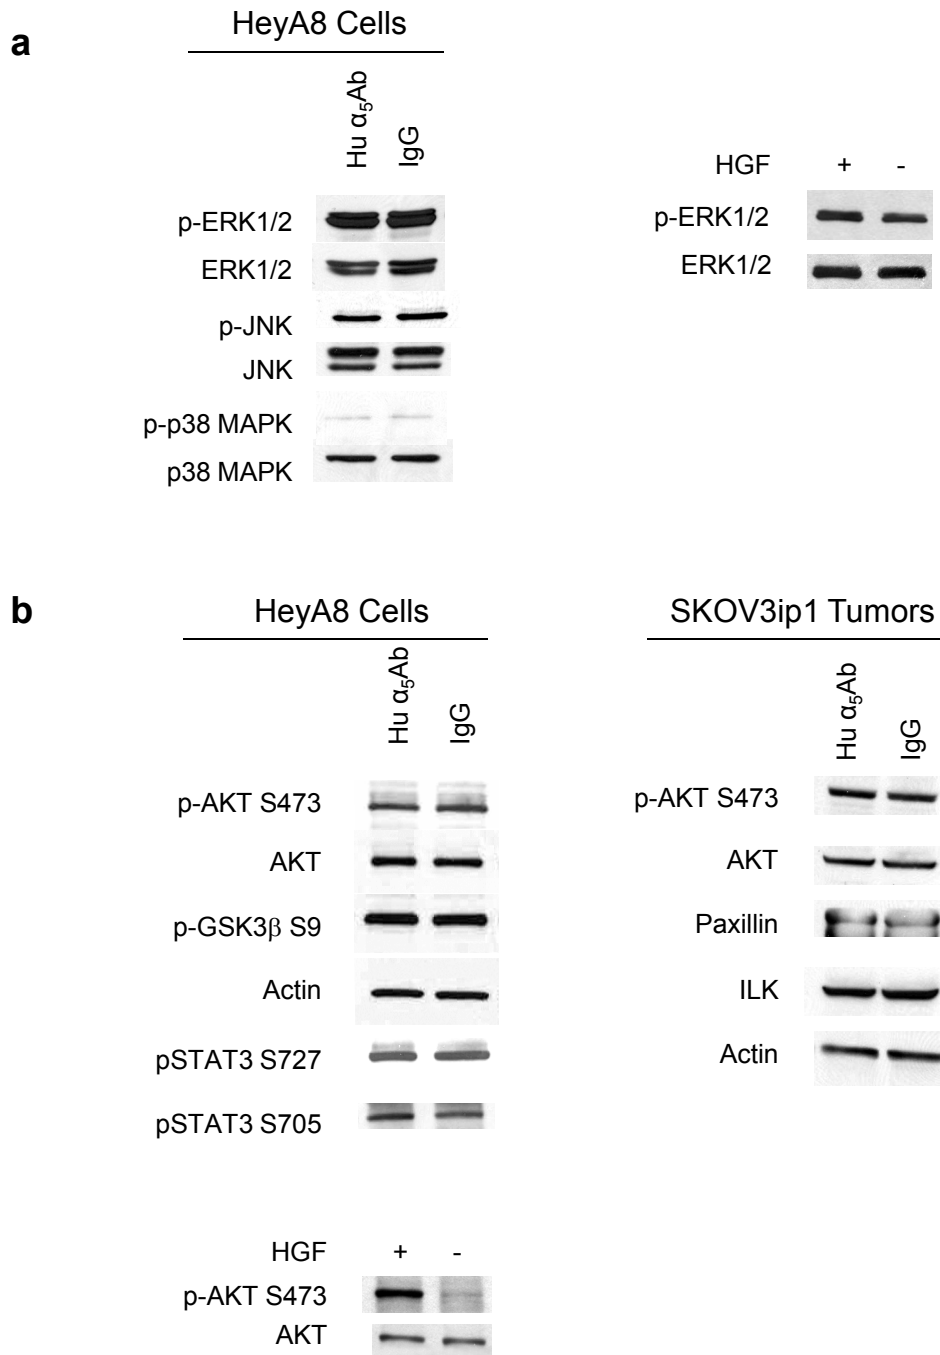 a
HeyA8 Cells
Hu α₅Ab
IgG
p-ERK1/2
ERK1/2
p-JNK
JNK
p-p38 MAPK
p38 MAPK
HGF + -
p-ERK1/2
ERK1/2
b
HeyA8 Cells
Hu α₅Ab
IgG
p-AKT S473
AKT
p-GSK3β S9
Actin
pSTAT3 S727
pSTAT3 S705
HGF + -
p-AKT S473
AKT
SKOV3ip1 Tumors
Hu α₅Ab
IgG
p-AKT S473
AKT
Paxillin
ILK
Actin